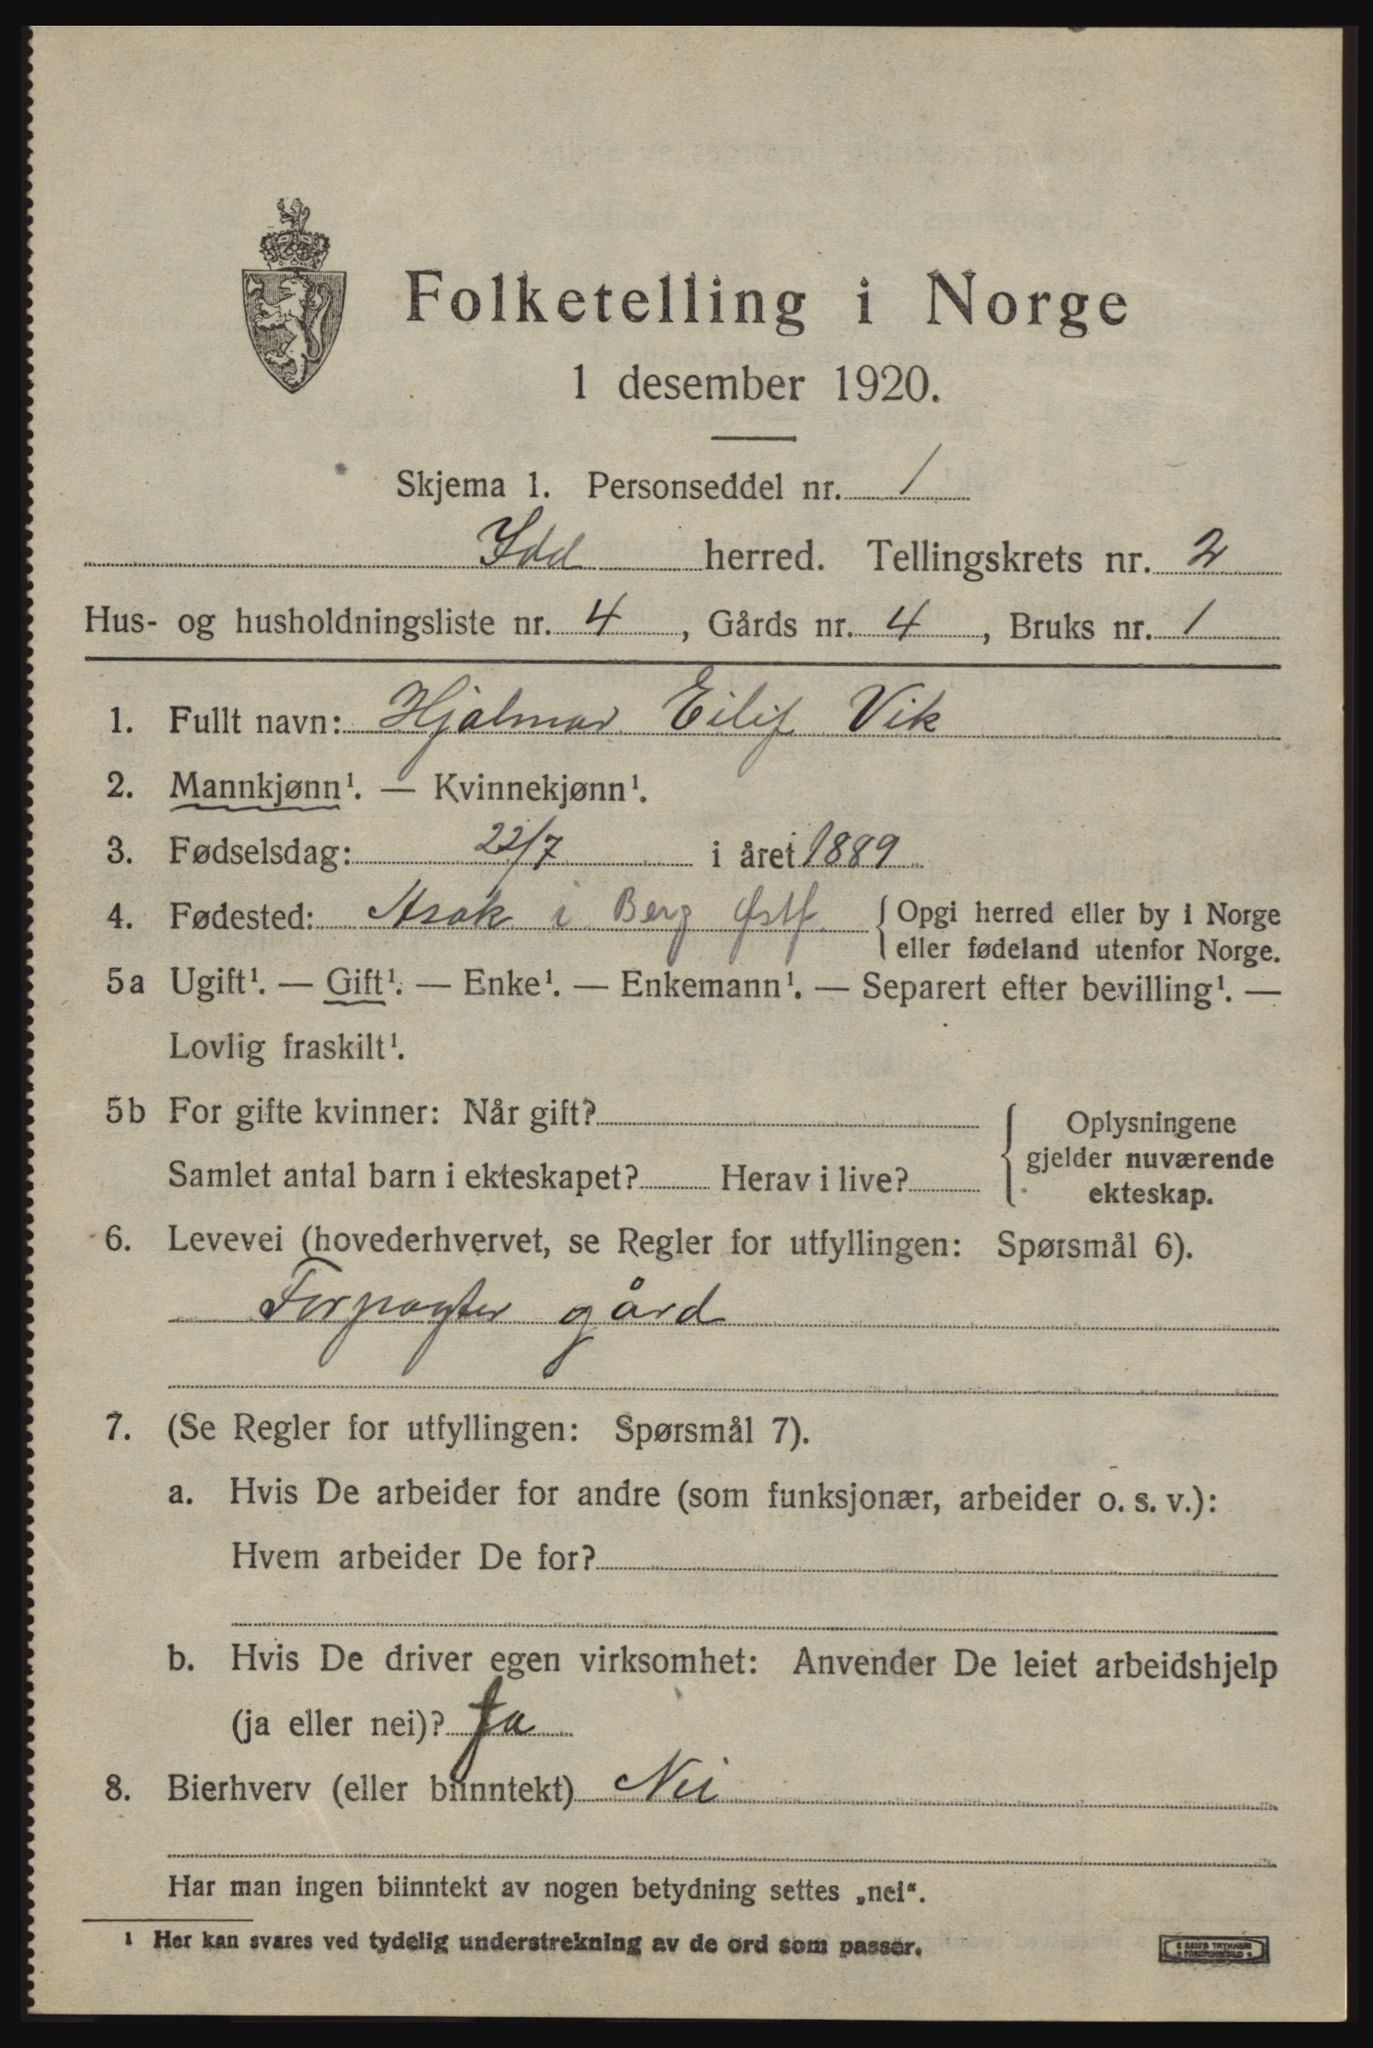 Folketelling i Norge
1 desember 1920.
Skjema 1. Personseddel nr. 1
Idd herred. Tellingskrets nr. 2
Hus- og husholdningsliste nr. 4, Gårds nr. 4, Bruks nr. 1
1. Fullt navn: Hjalmar Eilif Vik
2. Mannkjønn¹. — Kvinnekjønn¹.
3. Fødselsdag: 22/7 i året 1889
4. Fødested: Asak i Berg Østf. { Opgi herred eller by i Norge
eller fødeland utenfor Norge.
5a Ugift¹. — Gift¹. — Enke¹. — Enkemann¹. — Separert efter bevilling¹. —
Lovlig fraskilt¹.
5b For gifte kvinner: Når gift?
Samlet antal barn i ekteskapet? Herav i live?
{ Oplysningene
gjelder nuværende
ekteskap.
6. Levevei (hovederhvervet, se Regler for utfyllingen: Spørsmål 6).
Forpagter gård
7. (Se Regler for utfyllingen: Spørsmål 7).
a. Hvis De arbeider for andre (som funksjonær, arbeider o. s. v.):
Hvem arbeider De for?
b. Hvis De driver egen virksomhet: Anvender De leiet arbeidshjelp
(ja eller nei)? Ja
8. Bierhverv (eller biinntekt) Nei
Har man ingen biinntekt av nogen betydning settes „nei“.
¹ Her kan svares ved tydelig understrekning av de ord som passer.